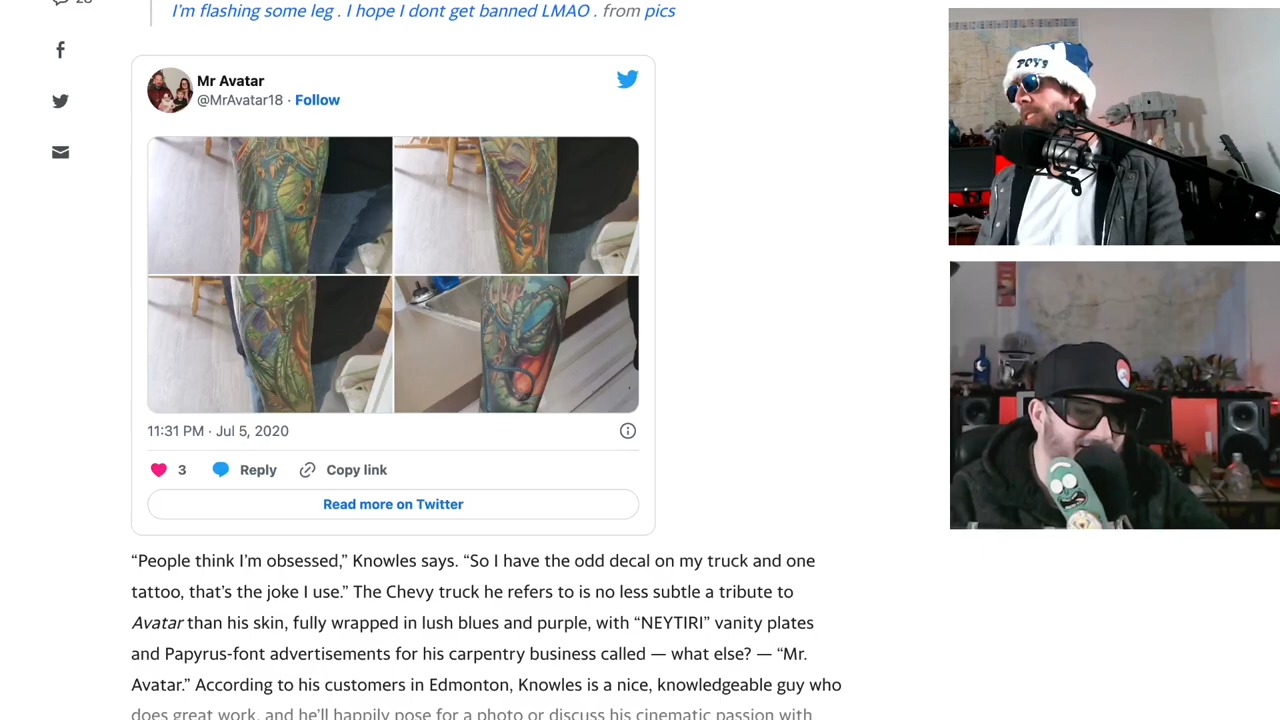 I'm flashing some leg . I hope I dont get banned LMAO . from pics
Mr Avatar
@MrAvatar18 · Follow
11:31 PM · Jul 5, 2020
3 Reply Copy link
Read more on Twitter
“People think I’m obsessed,” Knowles says. “So I have the odd decal on my truck and one
tattoo, that’s the joke I use.” The Chevy truck he refers to is no less subtle a tribute to
Avatar than his skin, fully wrapped in lush blues and purple, with “NEYTIRI” vanity plates
and Papyrus-font advertisements for his carpentry business called — what else? — “Mr.
Avatar.” According to his customers in Edmonton, Knowles is a nice, knowledgeable guy who
does great work, and he’ll happily pose for a photo or discuss his cinematic passion with